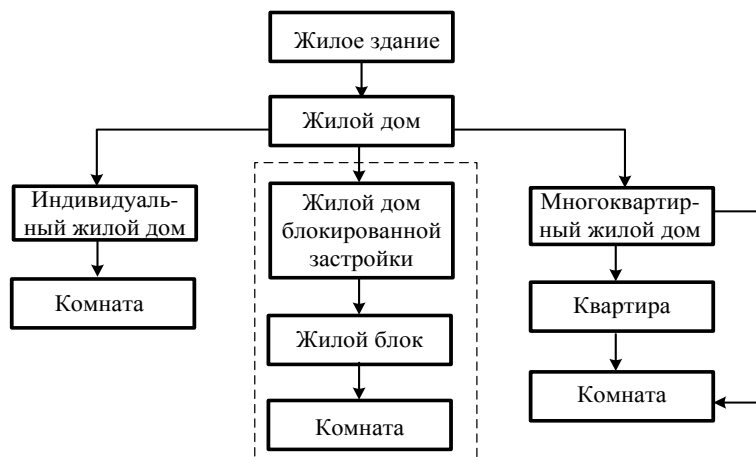 Жилое здание
Жилой дом
Индивидуаль-
ный жилой дом
Комната
Жилой дом
блокированной
застройки
Жилой блок
Комната
Многоквартир-
ный жилой дом
Квартира
Комната